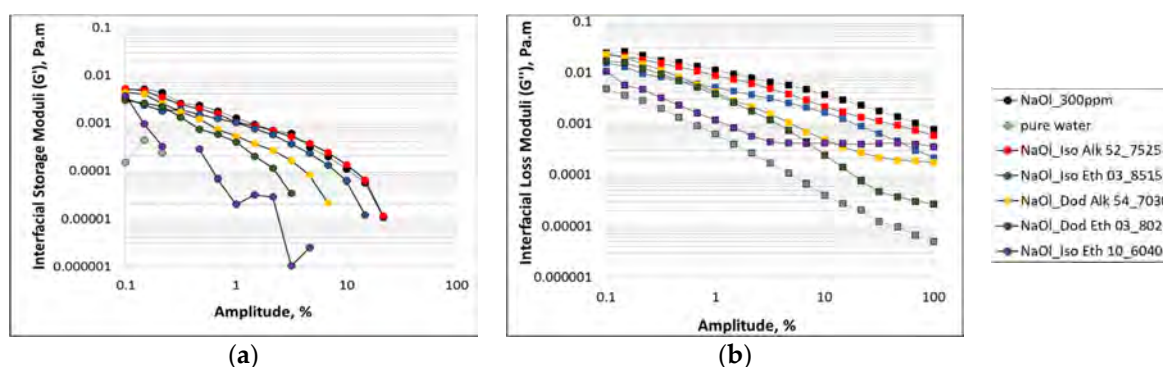 Interfacial Storage Moduli (G'), Pa.m
0.1
0.01
0.001
0.0001
0.00001
0.000001
0.1 1 10 100
Amplitude, %
(a)
Interfacial Loss Moduli (G''), Pa.m
0.1
0.01
0.001
0.0001
0.00001
0.000001
0.1 1 10 100
Amplitude, %
(b)
NaOl_300ppm
pure water
NaOl_Iso Alk 52_7525
NaOl_Iso Eth 03_8515
NaOl_Dod Alk 54_7030
NaOl_Dod Eth 03_802
NaOl_Iso Eth 10_6040